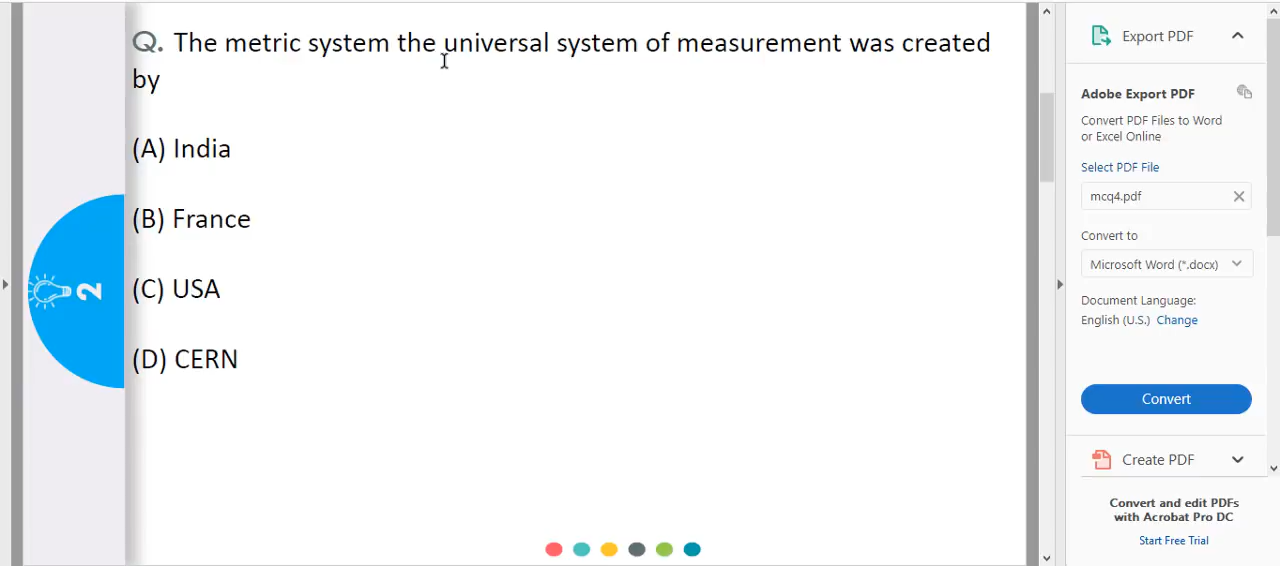 Q. The metric system the universal system of measurement was created
by
(A) India
(B) France
(C) USA
(D) CERN
2
Export PDF
Adobe Export PDF
Convert PDF Files to Word
or Excel Online
Select PDF File
mcq4.pdf
Convert to
Microsoft Word (*.docx)
Document Language:
English (U.S.) Change
Convert
Create PDF
Convert and edit PDFs
with Acrobat Pro DC
Start Free Trial